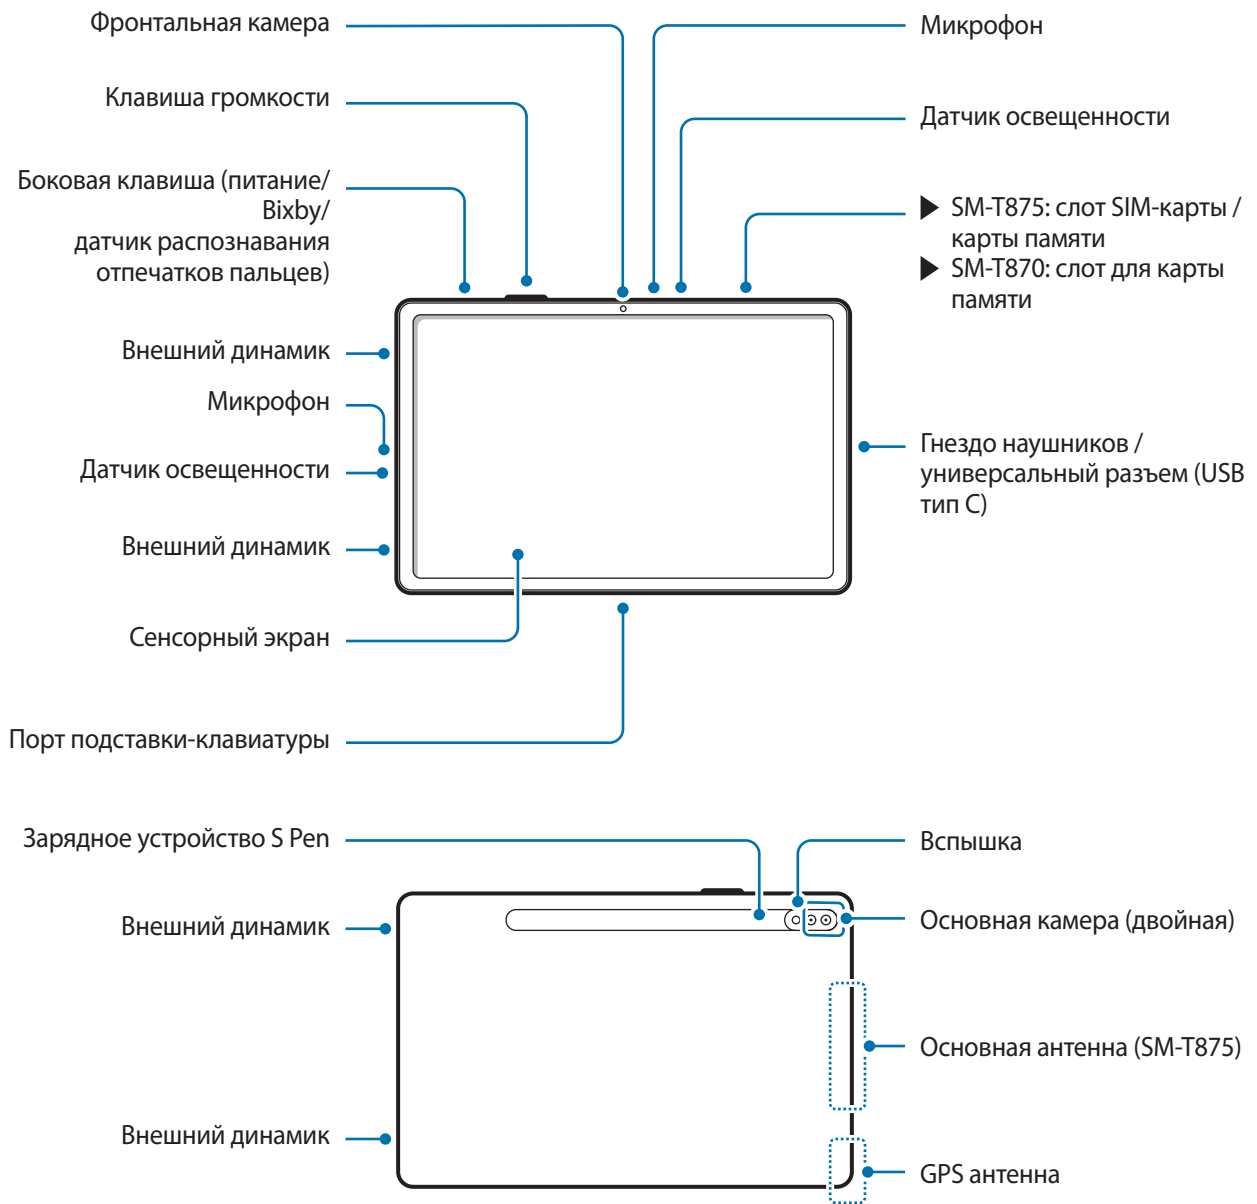 Фронтальная камера
Клавиша громкости
Боковая клавиша (питание/
Bixby/
датчик распознавания
отпечатков пальцев)
Внешний динамик
Микрофон
Датчик освещенности
Внешний динамик
Сенсорный экран
Порт подставки-клавиатуры
Микрофон
Датчик освещенности
SM-T875: слот SIM-карты /
карты памяти
SM-T870: слот для карты
памяти
Гнездо наушников /
универсальный разъем (USB
тип C)
Зарядное устройство S Pen
Внешний динамик
Внешний динамик
Вспышка
Основная камера (двойная)
Основная антенна (SM-T875)
GPS антенна